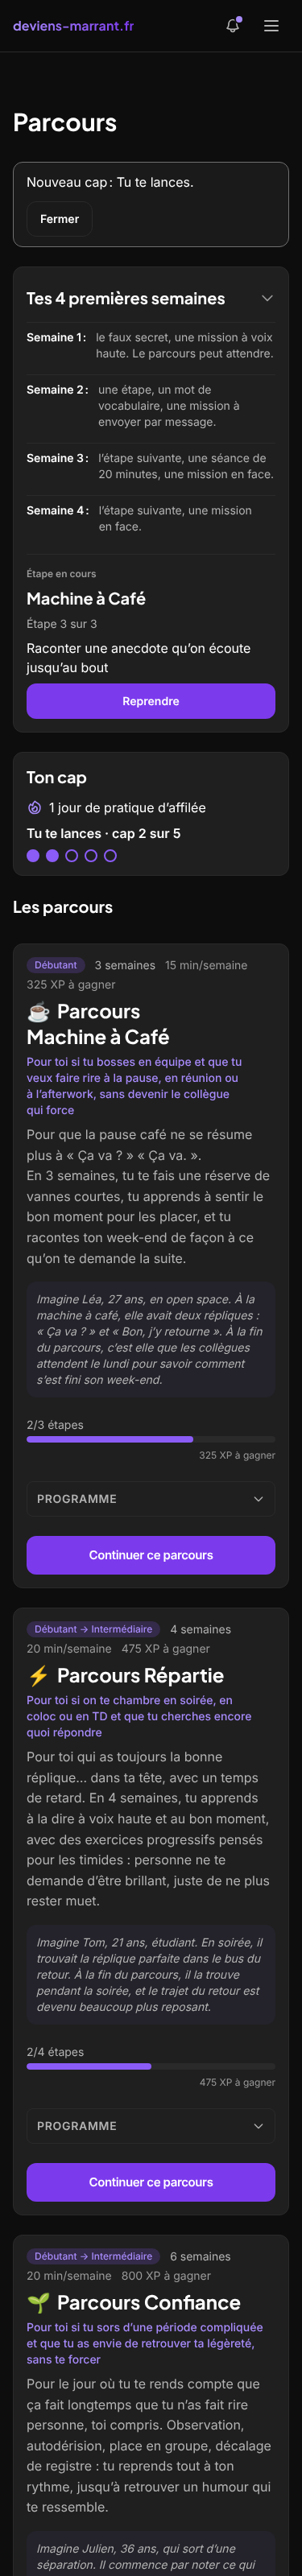 deviens-marrant.fr
Parcours
Nouveau cap : Tu te lances.
Fermer
Tes 4 premières semaines
Semaine 1 : le faux secret, une mission à voix
haute. Le parcours peut attendre.
Semaine 2 : une étape, un mot de
vocabulaire, une mission à
envoyer par message.
Semaine 3 : l’étape suivante, une séance de
20 minutes, une mission en face.
Semaine 4 : l’étape suivante, une mission
en face.
Étape en cours
Machine à Café
Étape 3 sur 3
Raconter une anecdote qu’on écoute
jusqu’au bout
Reprendre
Ton cap
1 jour de pratique d’affilée
Tu te lances · cap 2 sur 5
Les parcours
Débutant 3 semaines 15 min/semaine
325 XP à gagner
☕ Parcours
Machine à Café
Pour toi si tu bosses en équipe et que tu
veux faire rire à la pause, en réunion ou
à l’afterwork, sans devenir le collègue
qui force
Pour que la pause café ne se résume
plus à « Ça va ? » « Ça va. ».
En 3 semaines, tu te fais une réserve de
vannes courtes, tu apprends à sentir le
bon moment pour les placer, et tu
racontes ton week-end de façon à ce
qu’on te demande la suite.
Imagine Léa, 27 ans, en open space. À la
machine à café, elle avait deux répliques :
« Ça va ? » et « Bon, j’y retourne ». À la fin
du parcours, c’est elle que les collègues
attendent le lundi pour savoir comment
s’est fini son week-end.
2/3 étapes
325 XP à gagner
PROGRAMME
Continuer ce parcours
Débutant → Intermédiaire 4 semaines
20 min/semaine 475 XP à gagner
⚡ Parcours Répartie
Pour toi si on te chambre en soirée, en
coloc ou en TD et que tu cherches encore
quoi répondre
Pour toi qui as toujours la bonne
réplique… dans ta tête, avec un temps
de retard. En 4 semaines, tu apprends
à la dire à voix haute et au bon moment,
avec des exercices progressifs pensés
pour les timides : personne ne te
demande d’être brillant, juste de ne plus
rester muet.
Imagine Tom, 21 ans, étudiant. En soirée, il
trouvait la réplique parfaite dans le bus du
retour. À la fin du parcours, il la trouve
pendant la soirée, et le trajet du retour est
devenu beaucoup plus reposant.
2/4 étapes
475 XP à gagner
PROGRAMME
Continuer ce parcours
Débutant → Intermédiaire 6 semaines
20 min/semaine 800 XP à gagner
🌱 Parcours Confiance
Pour toi si tu sors d’une période compliquée
et que tu as envie de retrouver ta légèreté,
sans te forcer
Pour le jour où tu te rends compte que
ça fait longtemps que tu n’as fait rire
personne, toi compris. Observation,
autodérision, place en groupe, décalage
de registre : tu reprends tout à ton
rythme, jusqu’à retrouver un humour qui
te ressemble.
Imagine Julien, 36 ans, qui sort d’une
séparation. Il commence par noter ce qui